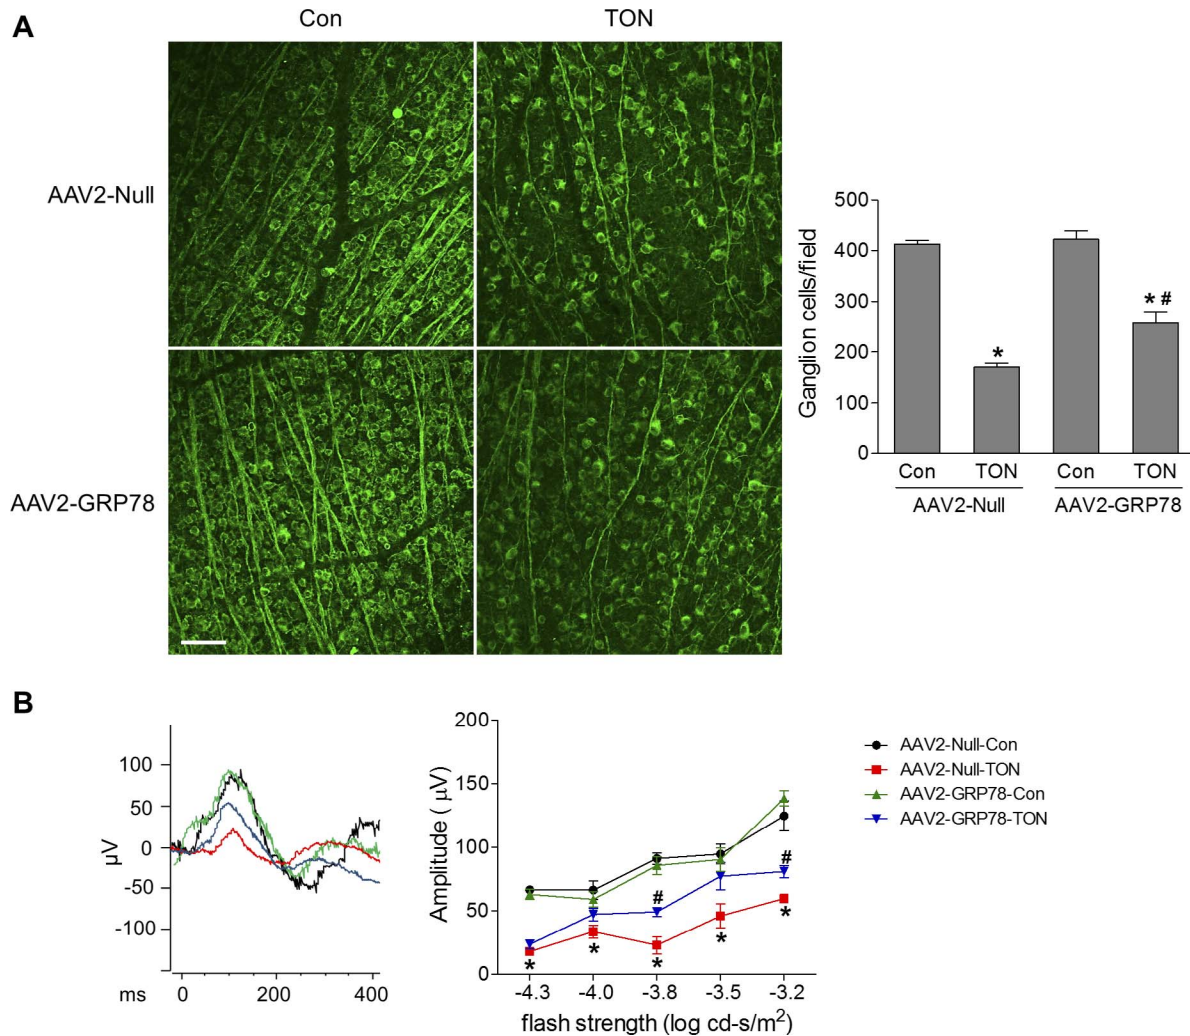 A
Con TON
AAV2-Null
AAV2-GRP78
Ganglion cells/field
500
400
300
200
100
0
*
* #
Con TON Con TON
AAV2-Null AAV2-GRP78
B
µV
100
50
0
-50
-100
ms 0 200 400
Amplitude ( µV)
200
150
100
50
0
# #
* * * * *
-4.3 -4.0 -3.8 -3.5 -3.2
flash strength (log cd-s/m²)
AAV2-Null-Con
AAV2-Null-TON
AAV2-GRP78-Con
AAV2-GRP78-TON